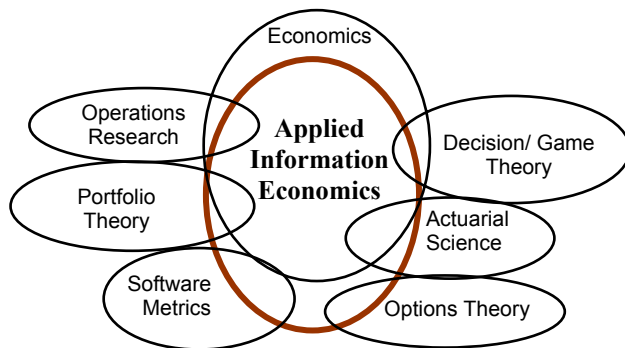 Economics
Operations
Research
Applied
Information
Economics
Decision/ Game
Theory
Portfolio
Theory
Actuarial
Science
Software
Metrics
Options Theory